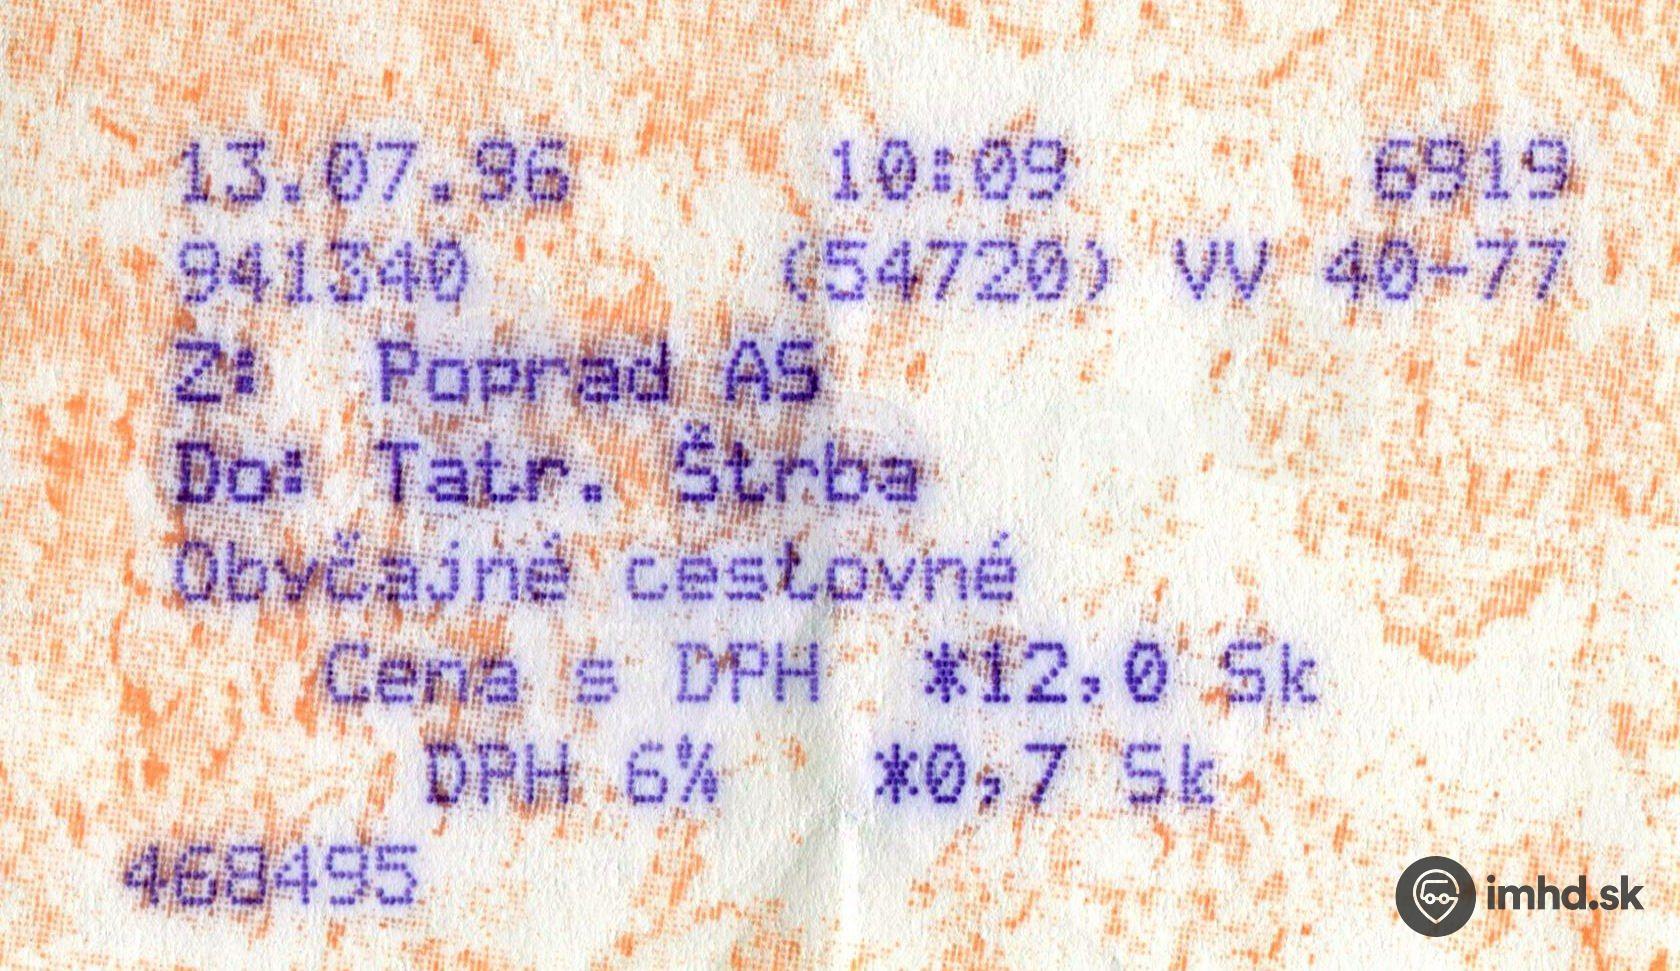 13.07.96 10:09 6919
941340 (54720) VV 40-77
Z: Poprad AS
Do: Tatr. Štrba
Obyčajné cestovné
Cena s DPH *12,0 Sk
DPH 6% *0,7 Sk
468495
imhd.sk